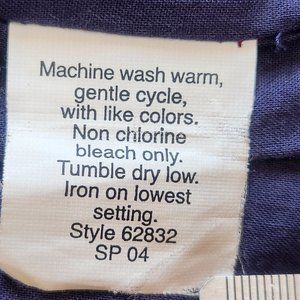 Machine wash warm,
gentle cycle,
with like colors.
Non chlorine
bleach only.
Tumble dry low.
Iron on lowest
setting.
Style 62832
SP 04